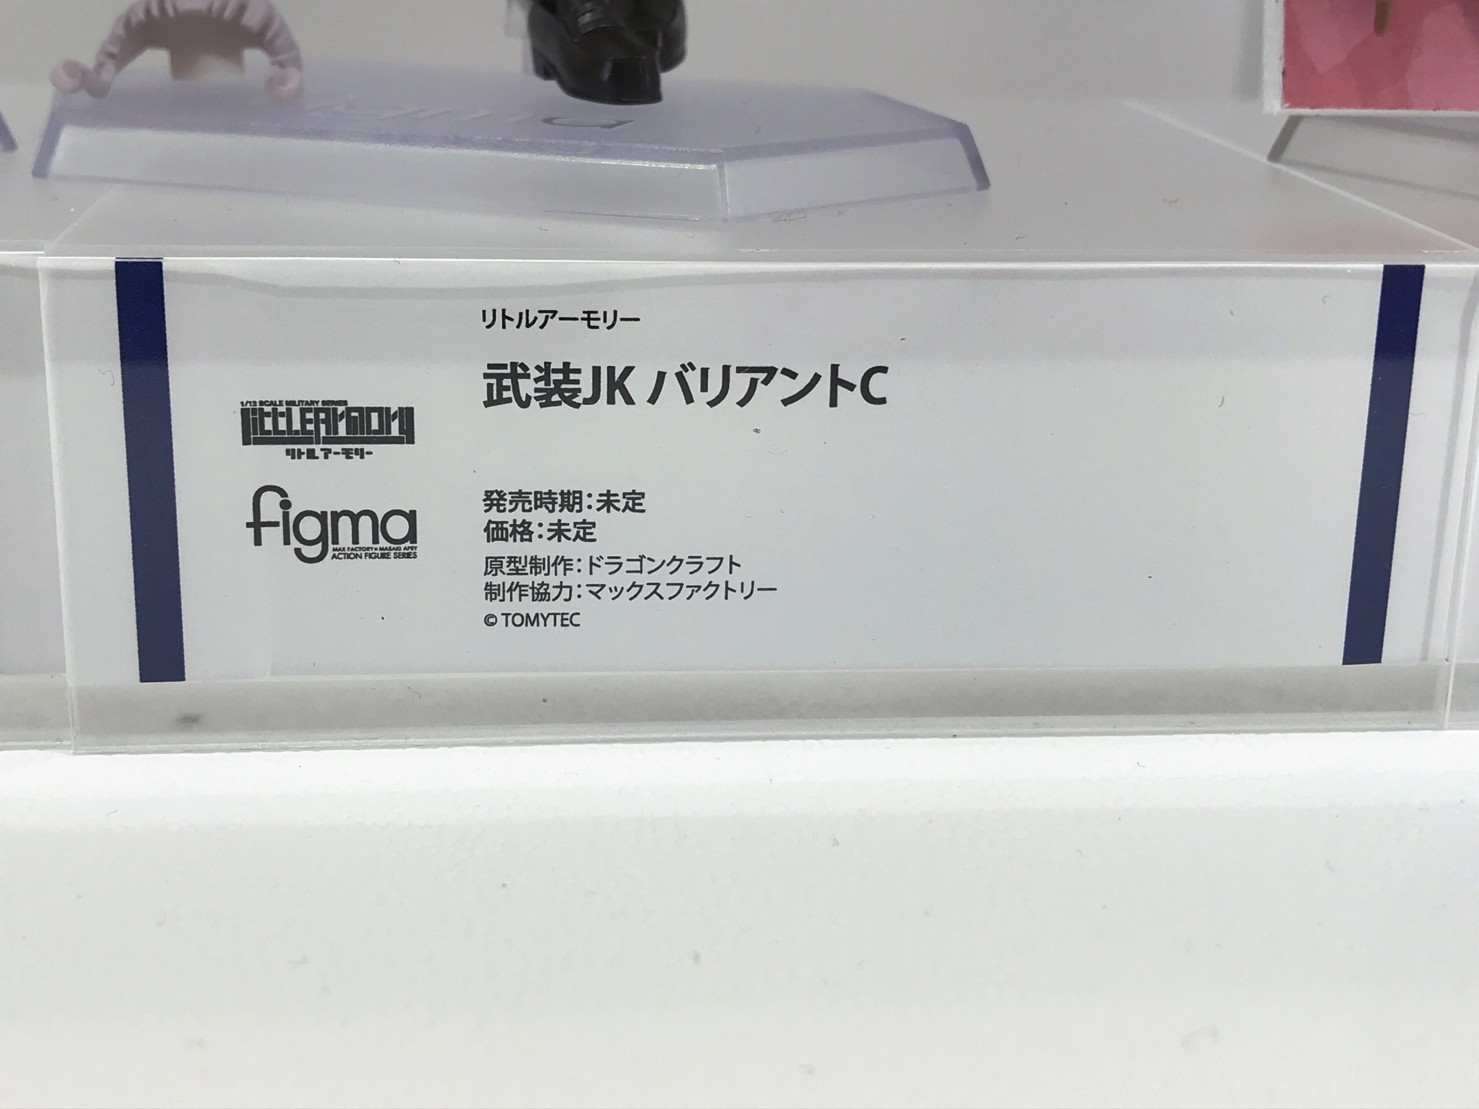 リトルアーモリー
武装JK バリアントC
1/12 SCALE MILITARY SERIES
LittLEArmory
リトルアーモリー
figma
MAX FACTORY × MASAKI APSY
ACTION FIGURE SERIES
発売時期：未定
価格：未定
原型制作：ドラゴンクラフト
制作協力：マックスファクトリー
© TOMYTEC